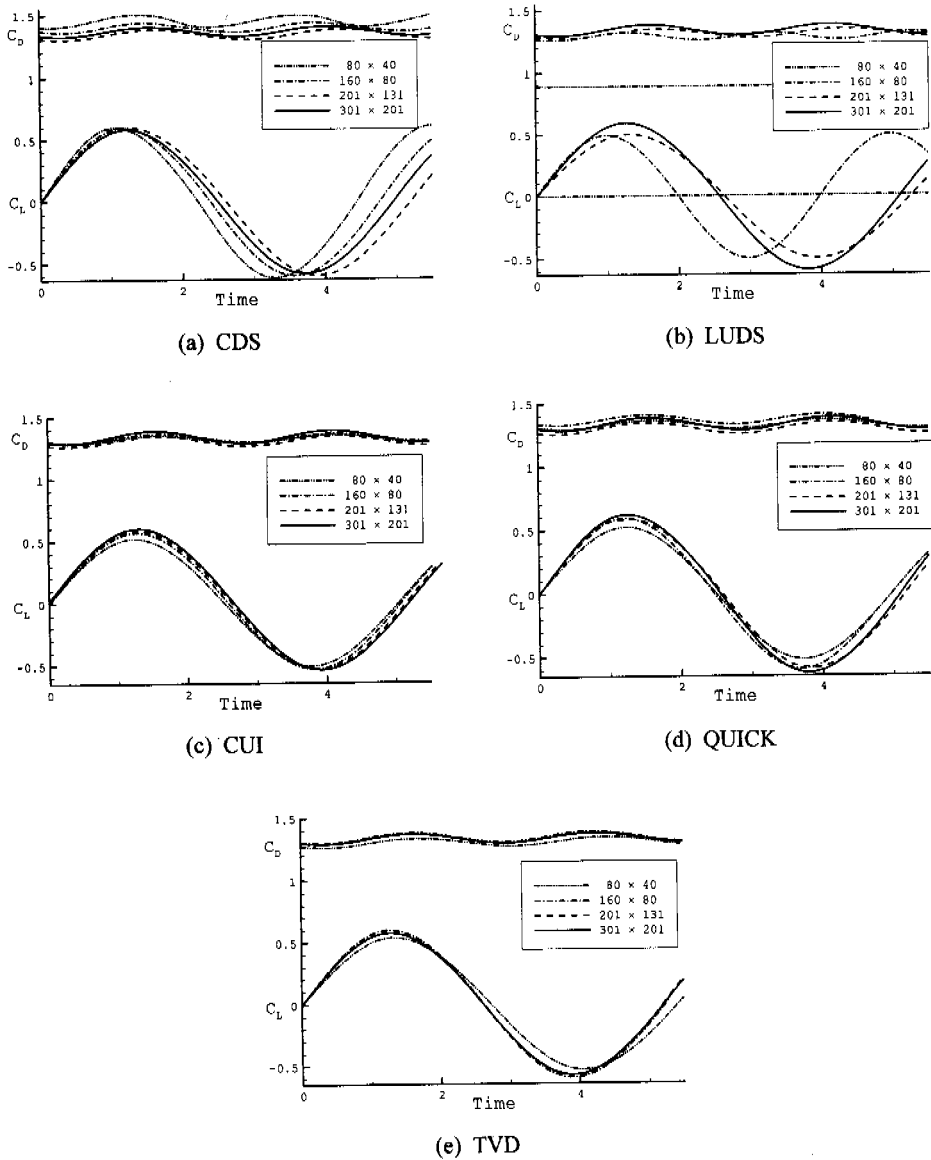 1.5
C_D
1
80 × 40
160 × 80
201 × 131
301 × 201
0.5
C_L 0
-0.5
0 2 4
Time
(a) CDS
1.5
C_D
1
80 × 40
160 × 80
201 × 131
301 × 201
0.5
C_L 0
-0.5
0 2 4
Time
(b) LUDS
1.5
C_D
1
80 × 40
160 × 80
201 × 131
301 × 201
0.5
C_L 0
-0.5
0 2 4
Time
(c) CUI
1.5
C_D
1
80 × 40
160 × 80
201 × 131
301 × 201
0.5
C_L 0
-0.5
0 2 4
Time
(d) QUICK
1.5
C_D
1
80 × 40
160 × 80
201 × 131
301 × 201
0.5
C_L 0
-0.5
0 2 4
Time
(e) TVD